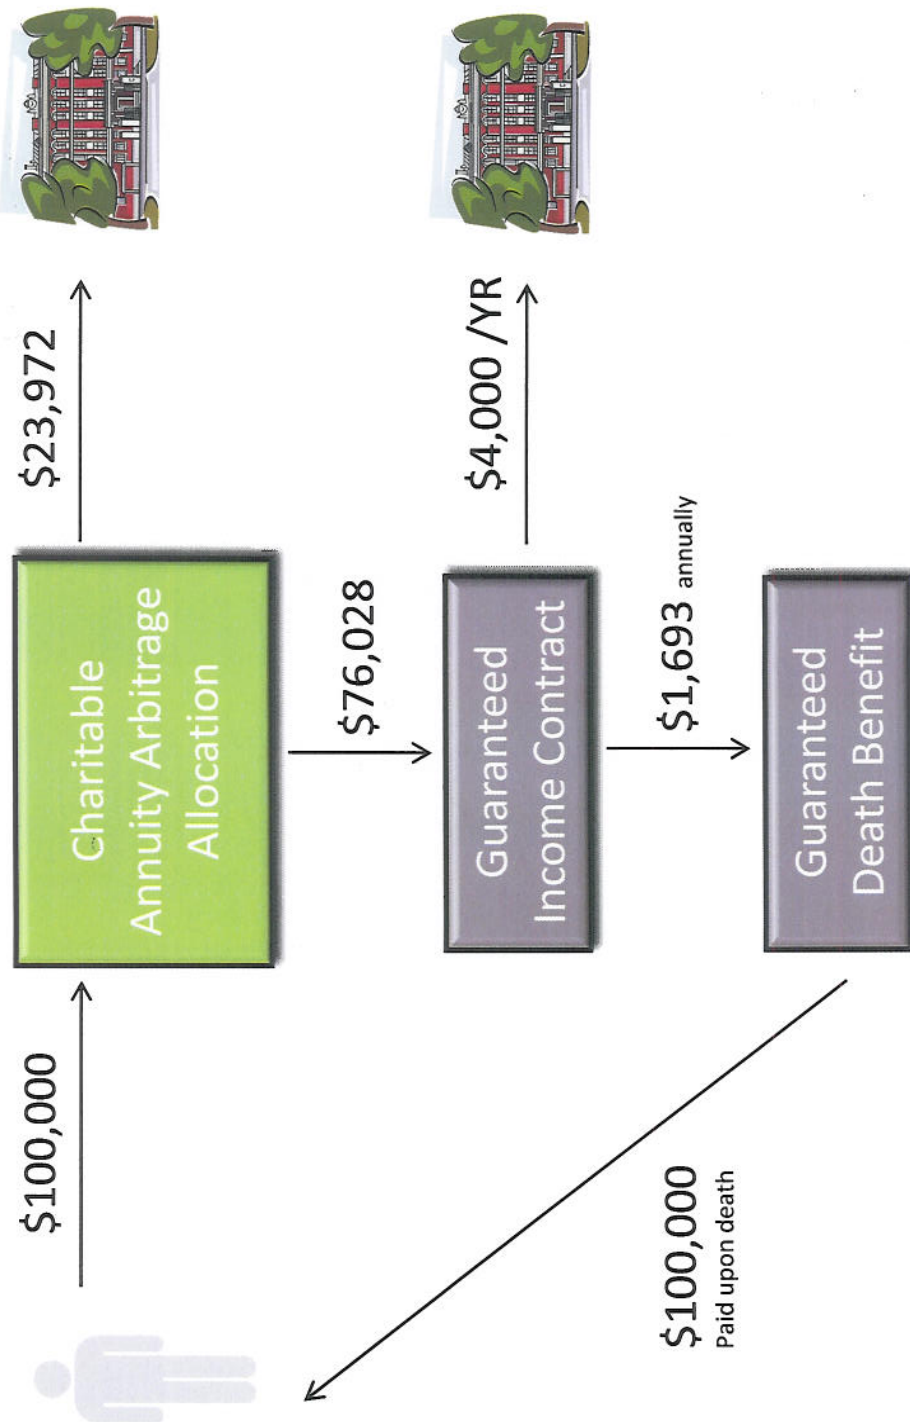 $100,000
Charitable
Annuity Arbitrage
Allocation
$23,972
$76,028
Guaranteed
Income Contract
$4,000 /YR
$1,693 annually
Guaranteed
Death Benefit
$100,000
Paid upon death